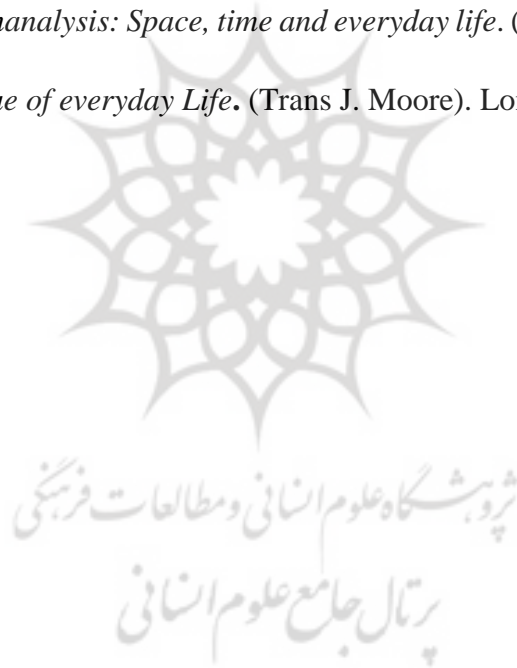 nanalysis: Space, time and everyday life. (
ue of everyday Life. (Trans J. Moore). Lo
پژوهشگاه علوم انسانی و مطالعات فرهنگی
پرتال جامع علوم انسانی